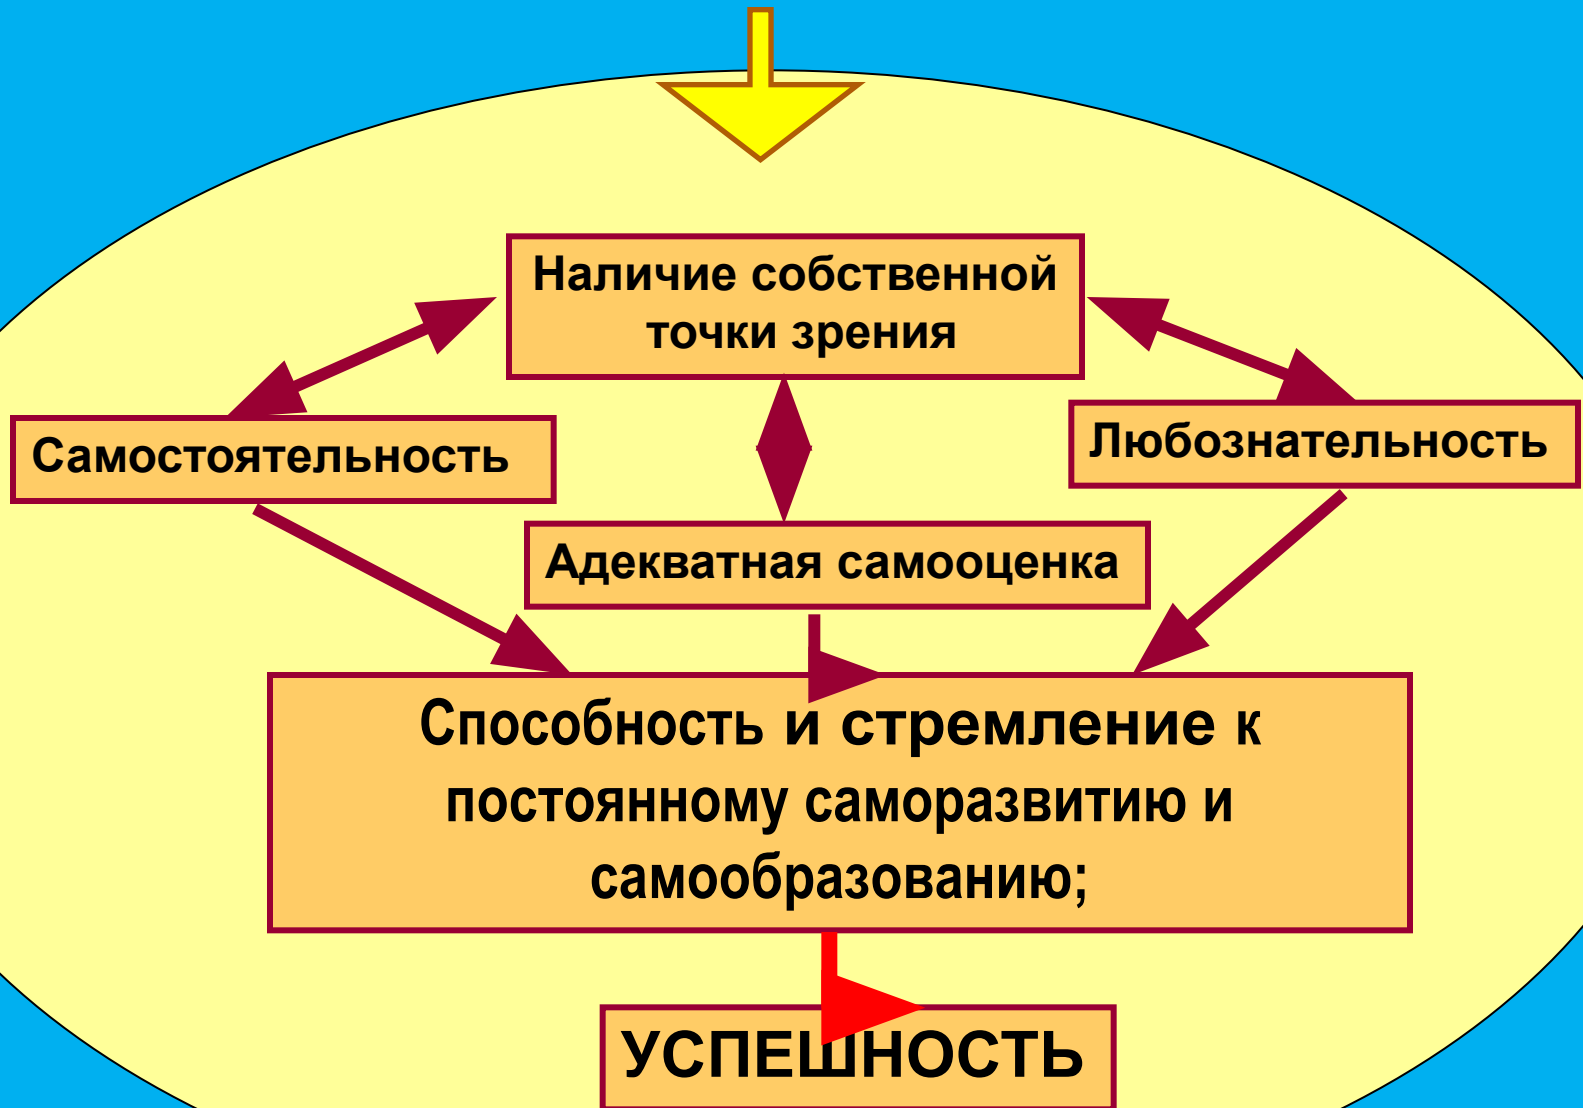 Наличие собственной
точки зрения
Самостоятельность
Любознательность
Адекватная самооценка
Способность и стремление к
постоянному саморазвитию и
самообразованию;
УСПЕШНОСТЬ